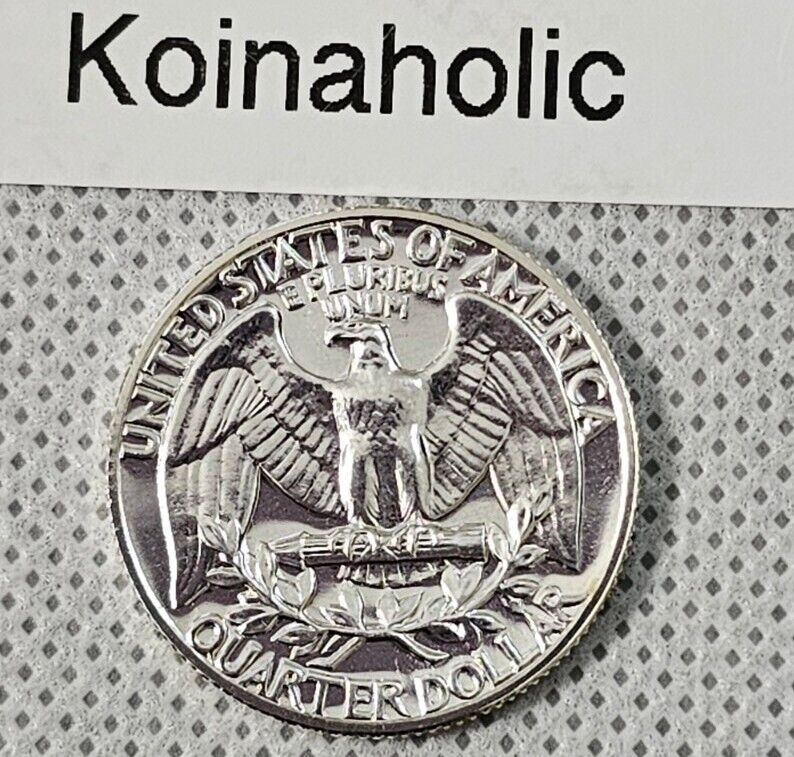 Koinaholic
UNITED STATES OF AMERICA
E PLURIBUS
UNUM
QUARTER DOLLAR